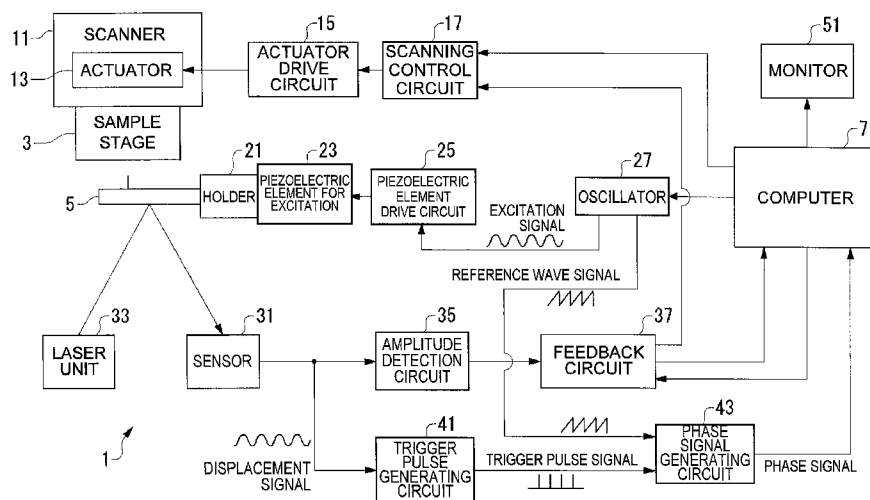 11
SCANNER
13
ACTUATOR
15
ACTUATOR
DRIVE
CIRCUIT
17
SCANNING
CONTROL
CIRCUIT
51
MONITOR
3
SAMPLE
STAGE
7
COMPUTER
5
21
HOLDER
23
PIEZOELECTRIC
ELEMENT FOR
EXCITATION
25
PIEZOELECTRIC
ELEMENT
DRIVE CIRCUIT
27
OSCILLATOR
EXCITATION
SIGNAL
REFERENCE WAVE SIGNAL
33
LASER
UNIT
31
SENSOR
35
AMPLITUDE
DETECTION
CIRCUIT
37
FEEDBACK
CIRCUIT
1
DISPLACEMENT
SIGNAL
41
TRIGGER
PULSE
GENERATING
CIRCUIT
TRIGGER PULSE SIGNAL
43
PHASE
SIGNAL
GENERATING
CIRCUIT
PHASE SIGNAL